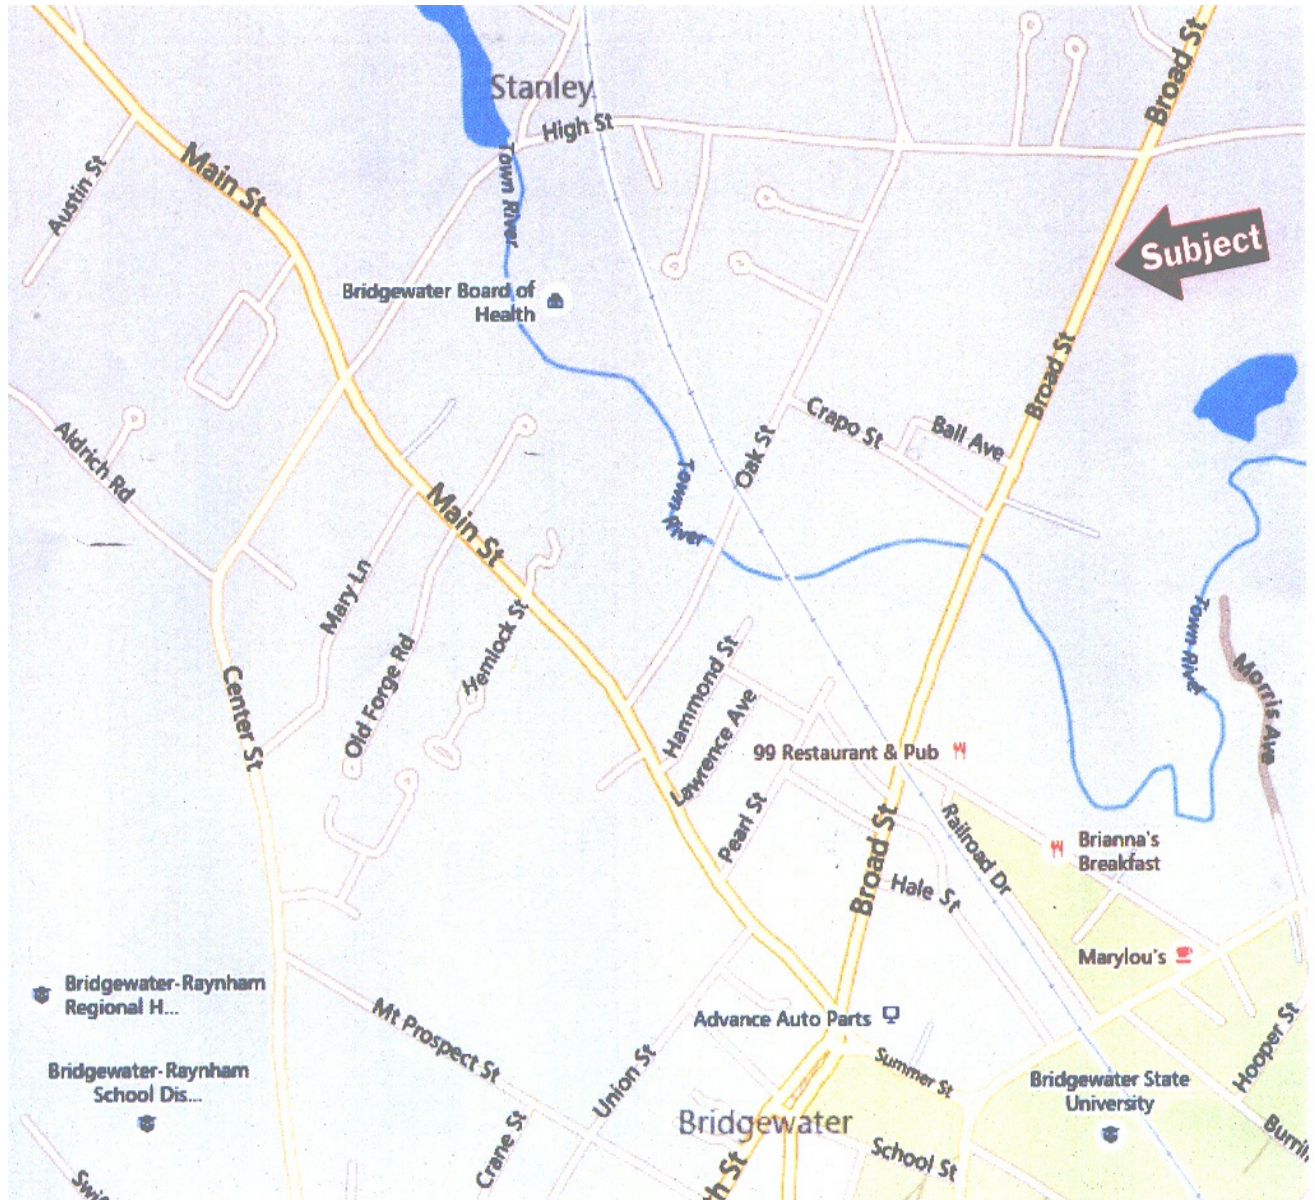 Broad St
Stanley
High St
Main St
Austin St
Town River
Subject
Bridgewater Board of
Health
Broad St
Crapo St
Ball Ave
Aldrich Rd
Oak St
Main St
Town
River
Mary Ln
Hemlock St
Old Forge Rd
Center St
Hammond St
Lawrence Ave
Town Rive
Morris Ave
99 Restaurant & Pub
Pearl St
Broad St
Railroad Dr
Brianna's
Breakfast
Hale St
Marylou's
Bridgewater-Raynham
Regional H...
Mt Prospect St
Advance Auto Parts
Hooper St
Union St
Summer St
Bridgewater-Raynham
School Dis...
Bridgewater State
University
Bridgewater
Crane St
School St
Burrin
th St